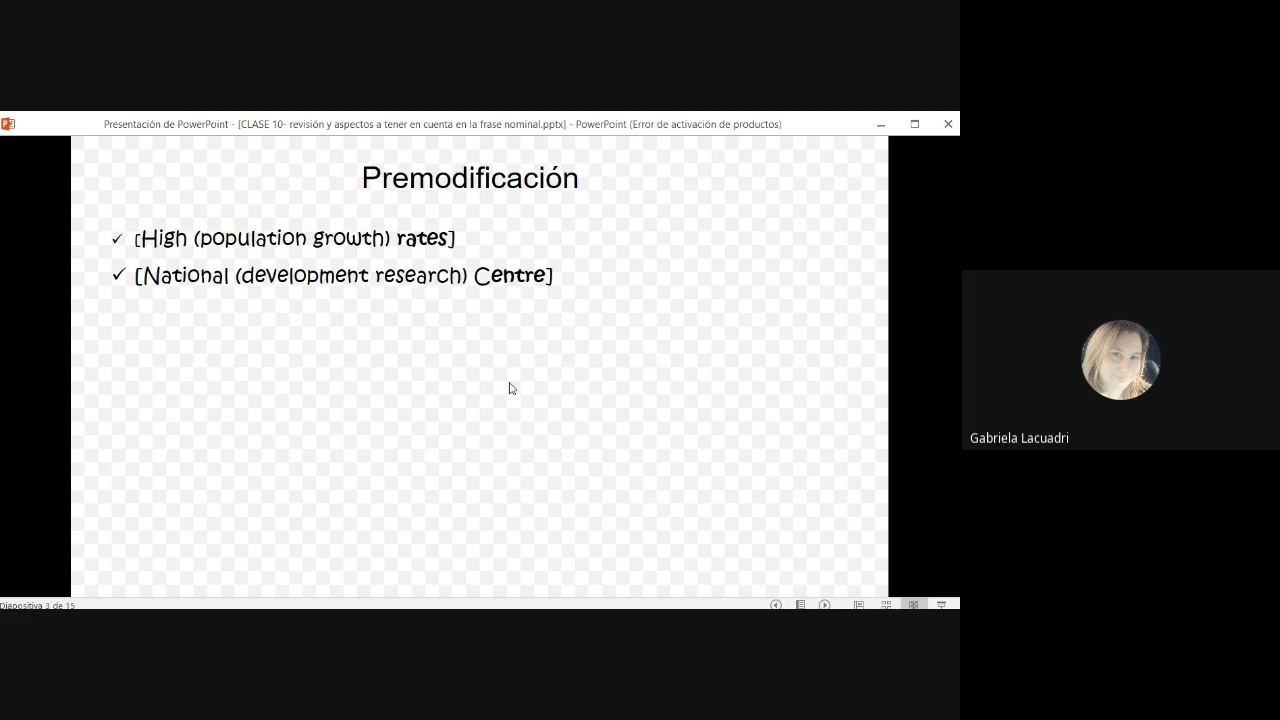 Presentación de PowerPoint - [CLASE 10- revisión y aspectos a tener en cuenta en la frase nominal.pptx] - PowerPoint (Error de activación de productos)
Premodificación
✓ [High (population growth) rates]
✓ [National (development research) Centre]
Gabriela Lacuadri
Diapositiva 3 de 15